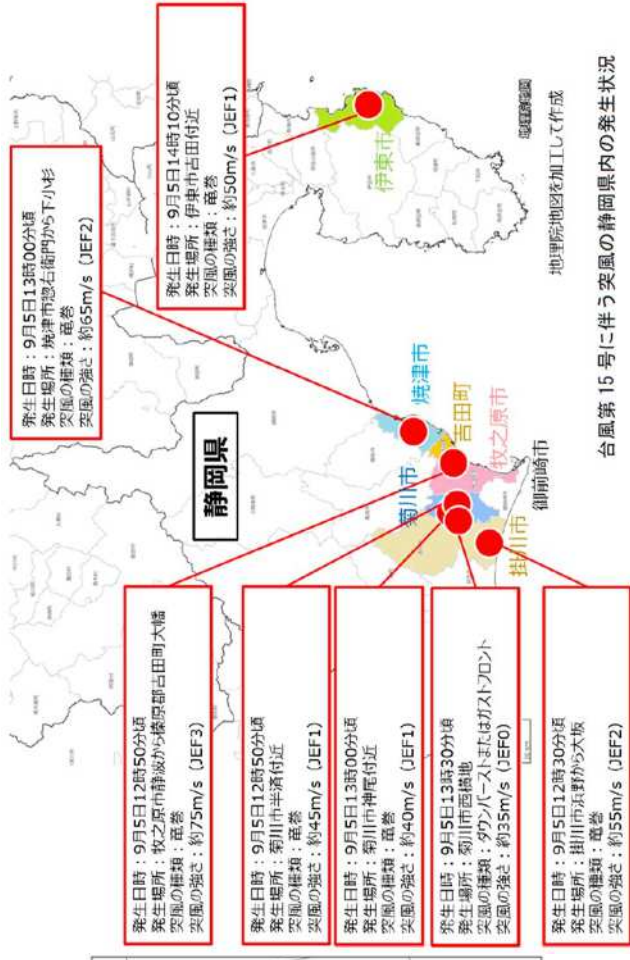 発生日時：9月5日13時00分頃
発生場所：焼津市惣右衛門から下小杉
突風の種類：竜巻
突風の強さ：約65m/s（JEF2）
発生日時：9月5日14時10分頃
発生場所：伊東市吉田付近
突風の種類：竜巻
突風の強さ：約50m/s（JEF1）
静岡県
発生日時：9月5日12時50分頃
発生場所：牧之原市静波から榛原郡吉田町大幡
突風の種類：竜巻
突風の強さ：約75m/s（JEF3）
発生日時：9月5日12時50分頃
発生場所：菊川市半済付近
突風の種類：竜巻
突風の強さ：約45m/s（JEF1）
発生日時：9月5日13時00分頃
発生場所：菊川市神尾付近
突風の種類：竜巻
突風の強さ：約40m/s（JEF1）
発生日時：9月5日13時30分頃
発生場所：菊川市西横地
突風の種類：ダウンバーストまたはガストフロント
突風の強さ：約35m/s（JEF0）
発生日時：9月5日12時30分頃
発生場所：掛川市浜野から大坂
突風の種類：竜巻
突風の強さ：約55m/s（JEF2）
伊東市
焼津市
吉田町
牧之原市
菊川市
掛川市
御前崎市
地理院地図
地理院地図を加工して作成
台風第15号に伴う突風の静岡県内の発生状況